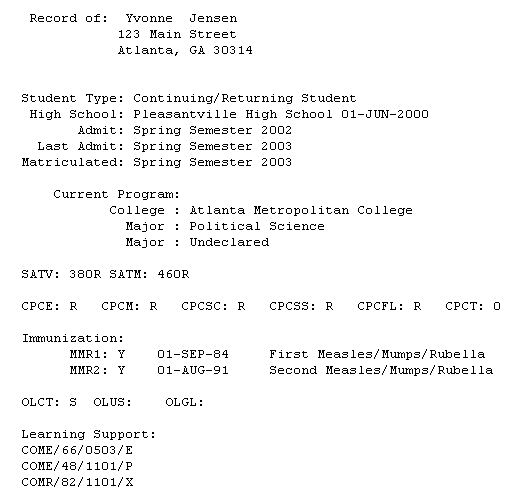 Record of: Yvonne Jensen
123 Main Street
Atlanta, GA 30314
Student Type: Continuing/Returning Student
High School: Pleasantville High School 01-JUN-2000
Admit: Spring Semester 2002
Last Admit: Spring Semester 2003
Matriculated: Spring Semester 2003
Current Program:
College : Atlanta Metropolitan College
Major : Political Science
Major : Undeclared
SATV: 380R SATM: 460R
CPCE: R CPCM: R CPCSC: R CPCSS: R CPCFL: R CPCT: 0
Immunization:
MMR1: Y 01-SEP-84 First Measles/Mumps/Rubella
MMR2: Y 01-AUG-91 Second Measles/Mumps/Rubella
OLCT: S OLUS: OLGL:
Learning Support:
COME/66/0503/E
COME/48/1101/P
COMR/82/1101/X